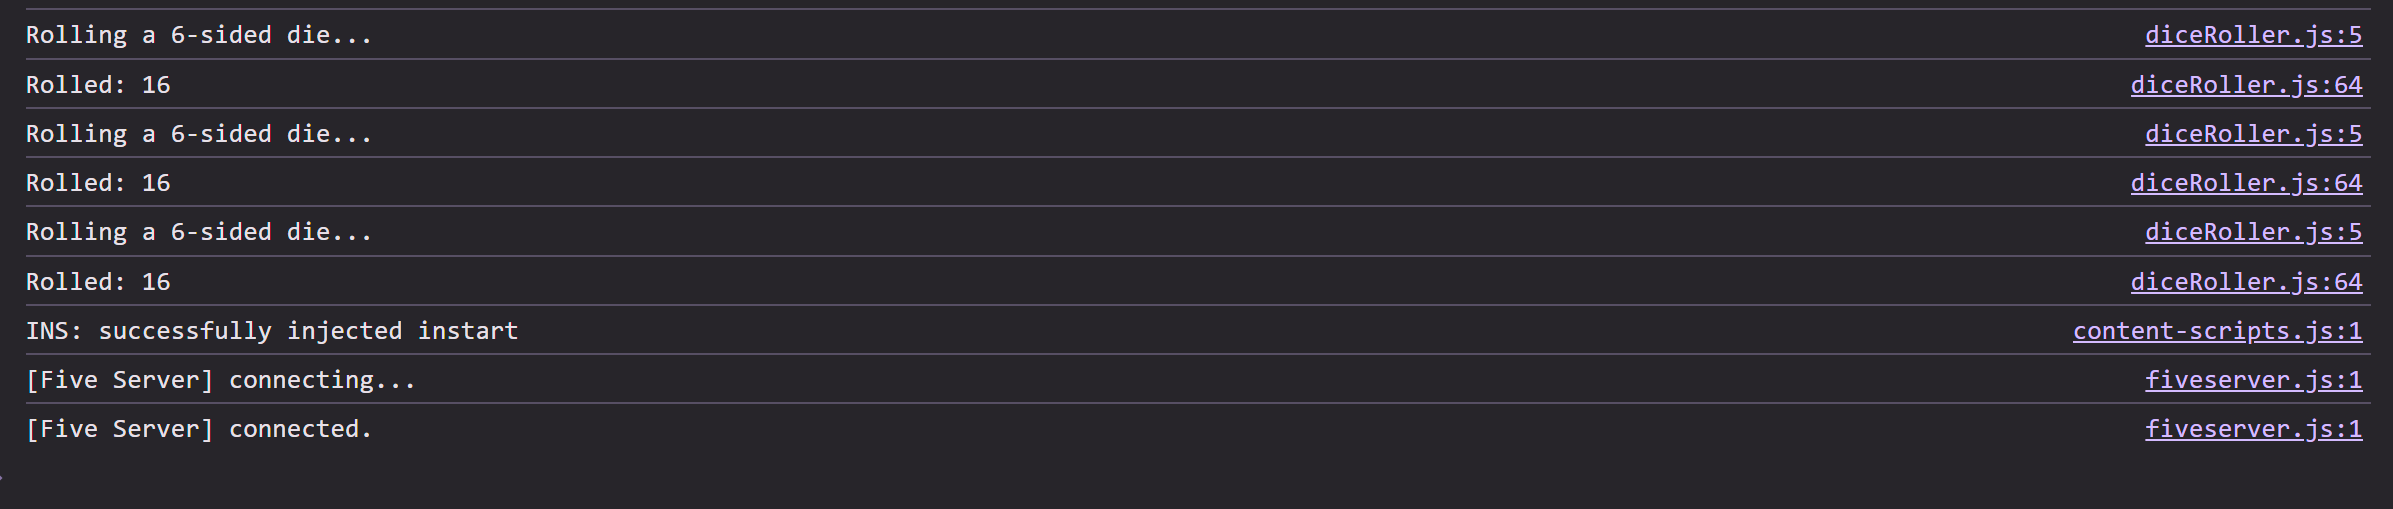 Rolling a 6-sided die... diceRoller.js:5
Rolled: 16 diceRoller.js:64
Rolling a 6-sided die... diceRoller.js:5
Rolled: 16 diceRoller.js:64
Rolling a 6-sided die... diceRoller.js:5
Rolled: 16 diceRoller.js:64
INS: successfully injected instart content-scripts.js:1
[Five Server] connecting... fiveserver.js:1
[Five Server] connected. fiveserver.js:1